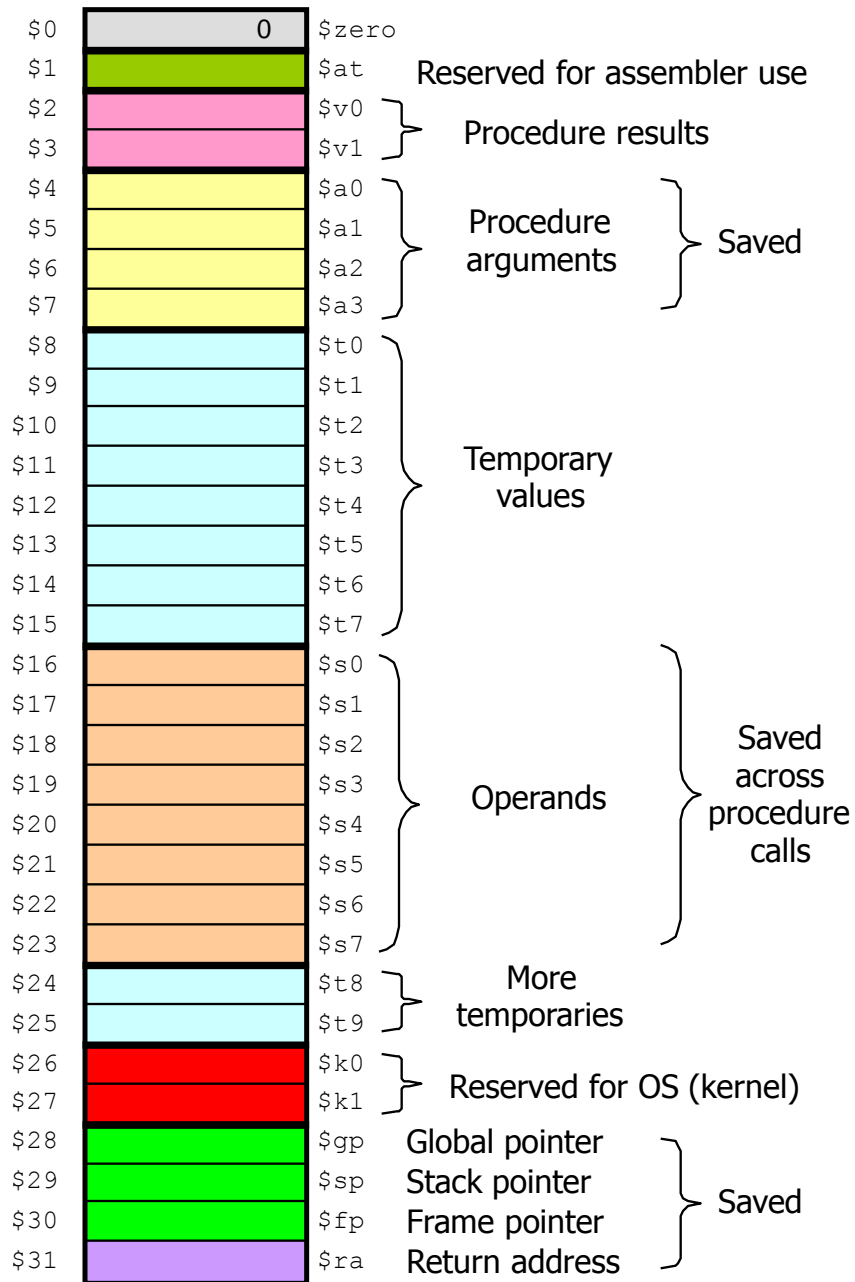 $0 0 $zero
$1 $at Reserved for assembler use
$2 $v0
Procedure results
$3 $v1
$4 $a0
$5 $a1 Procedure
arguments Saved
$6 $a2
$7 $a3
$8 $t0
$9 $t1
$10 $t2
$11 $t3 Temporary
values
$12 $t4
$13 $t5
$14 $t6
$15 $t7
$16 $s0
$17 $s1
$18 $s2 Saved
$19 $s3 across
Operands
$20 $s4 procedure
$21 $s5 calls
$22 $s6
$23 $s7
$24 $t8 More
$25 $t9 temporaries
$26 $k0
Reserved for OS (kernel)
$27 $k1
$28 $gp Global pointer
$29 $sp Stack pointer
Saved
$30 $fp Frame pointer
$31 $ra Return address